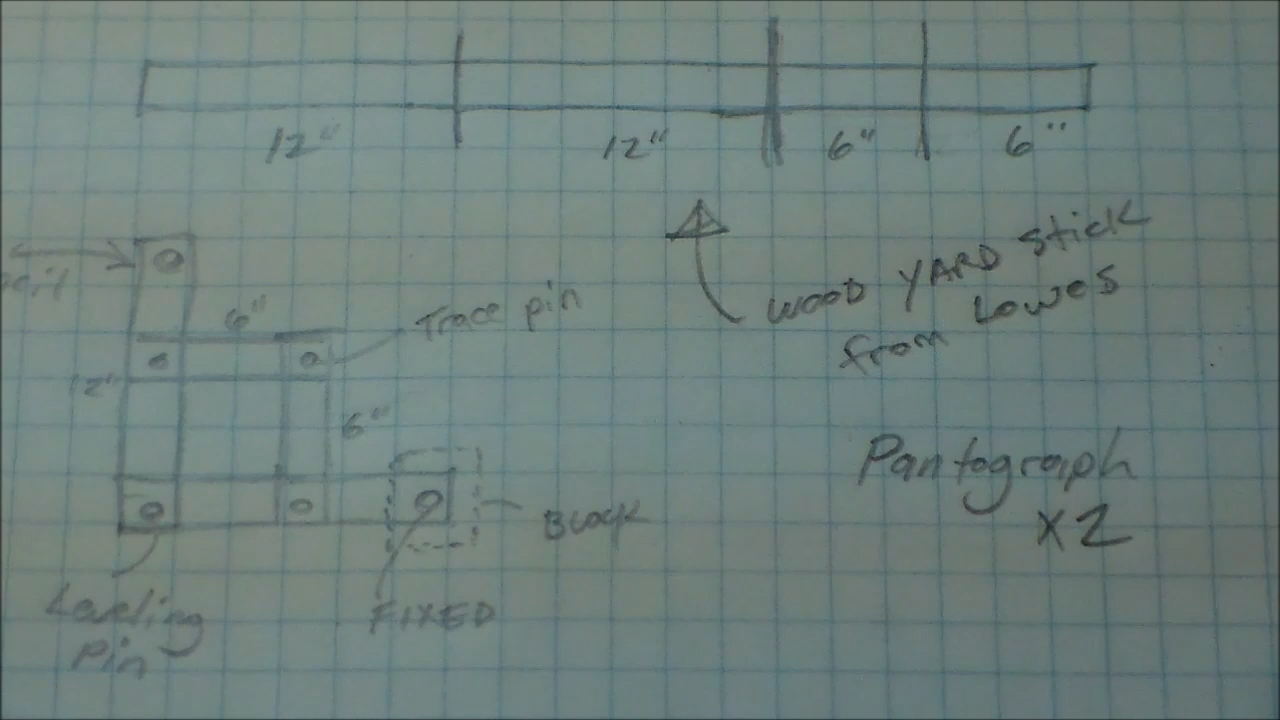 12" 12" 6" 6"
WOOD YARD Stick
from Lowes
6"
Trace pin
12"
6"
Pantograph
x2
BLOCK
FIXED
Leveling
pin